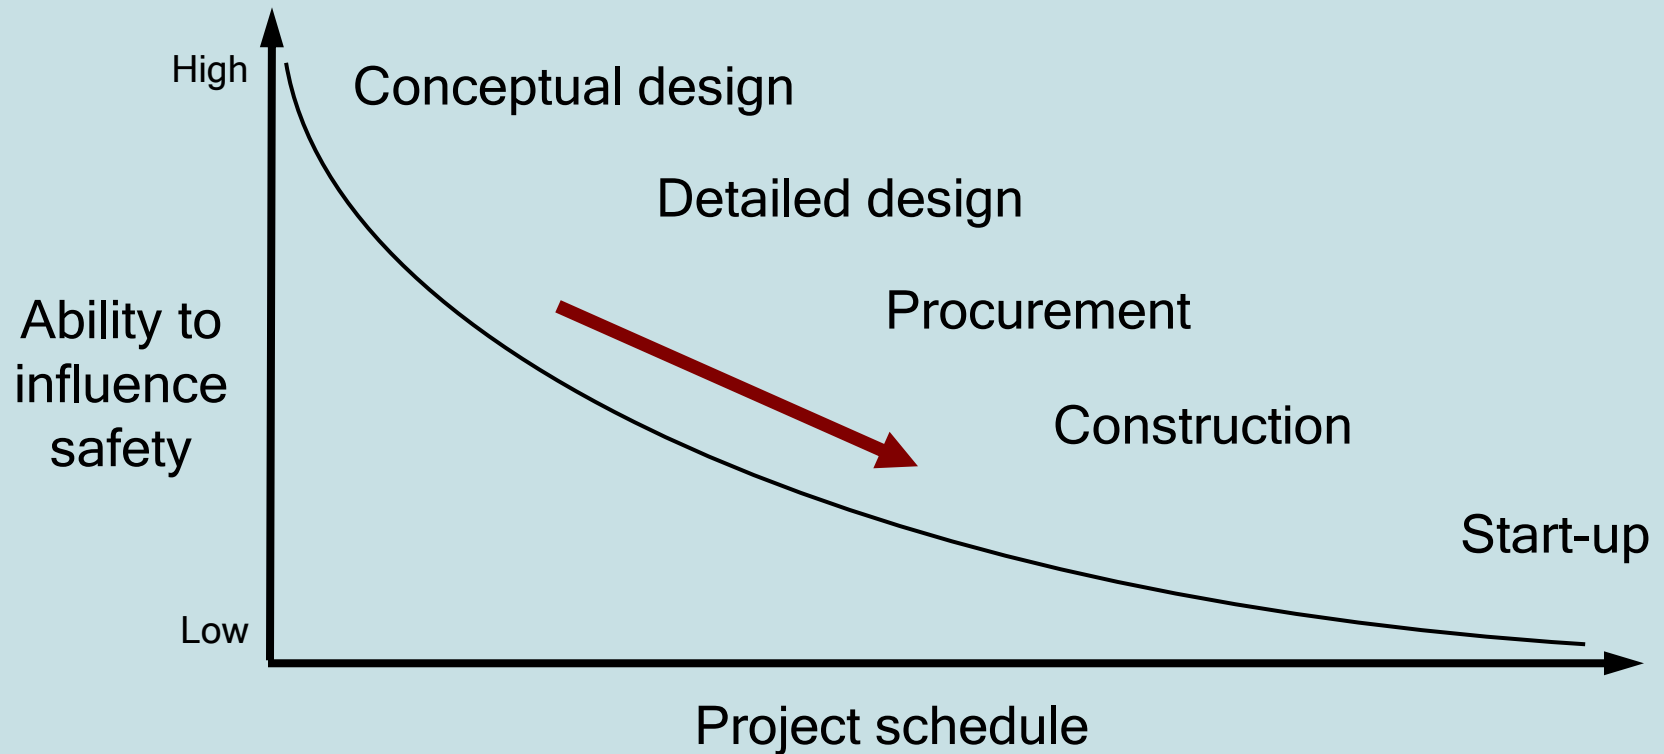 High
Conceptual design
Detailed design
Procurement
Ability to
influence
safety
Construction
Start-up
Low
Project schedule